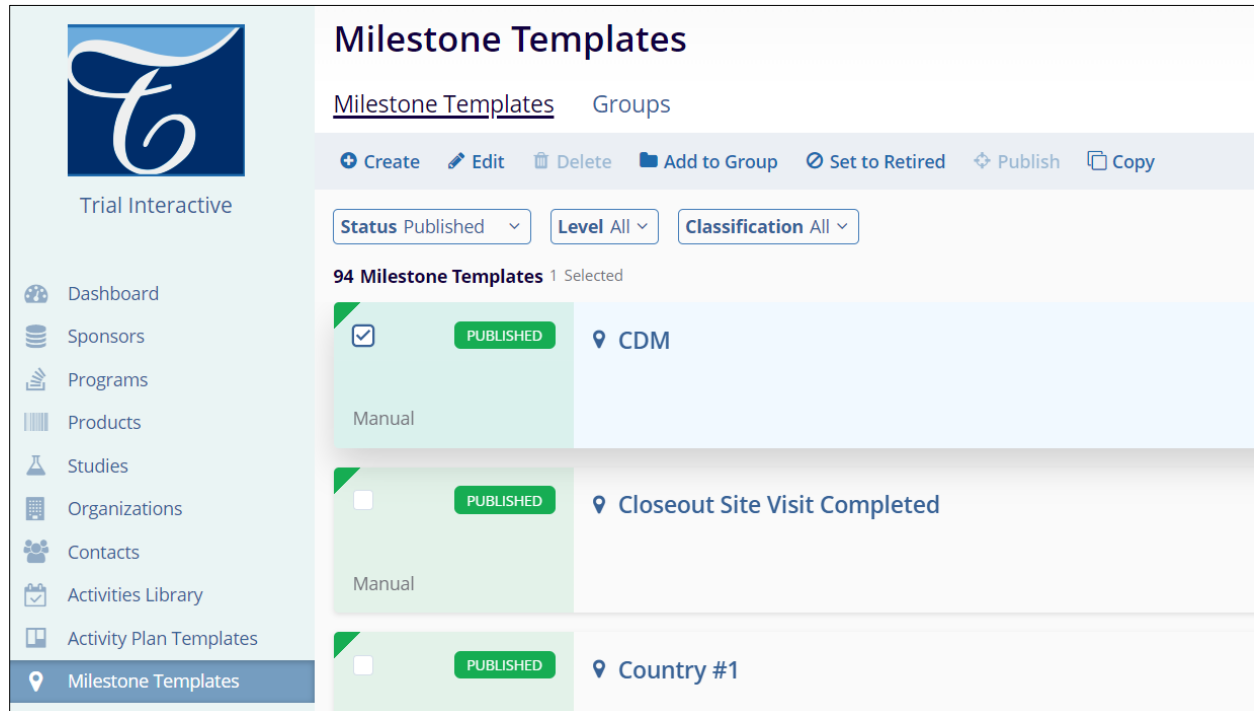 Milestone Templates
Milestone Templates Groups
Create Edit Delete Add to Group Set to Retired Publish Copy
Trial Interactive
Status Published Level All Classification All
94 Milestone Templates 1 Selected
Dashboard
Sponsors
Programs
Products
Studies
Organizations
Contacts
Activities Library
Activity Plan Templates
Milestone Templates
PUBLISHED CDM
Manual
PUBLISHED Closeout Site Visit Completed
Manual
PUBLISHED Country #1